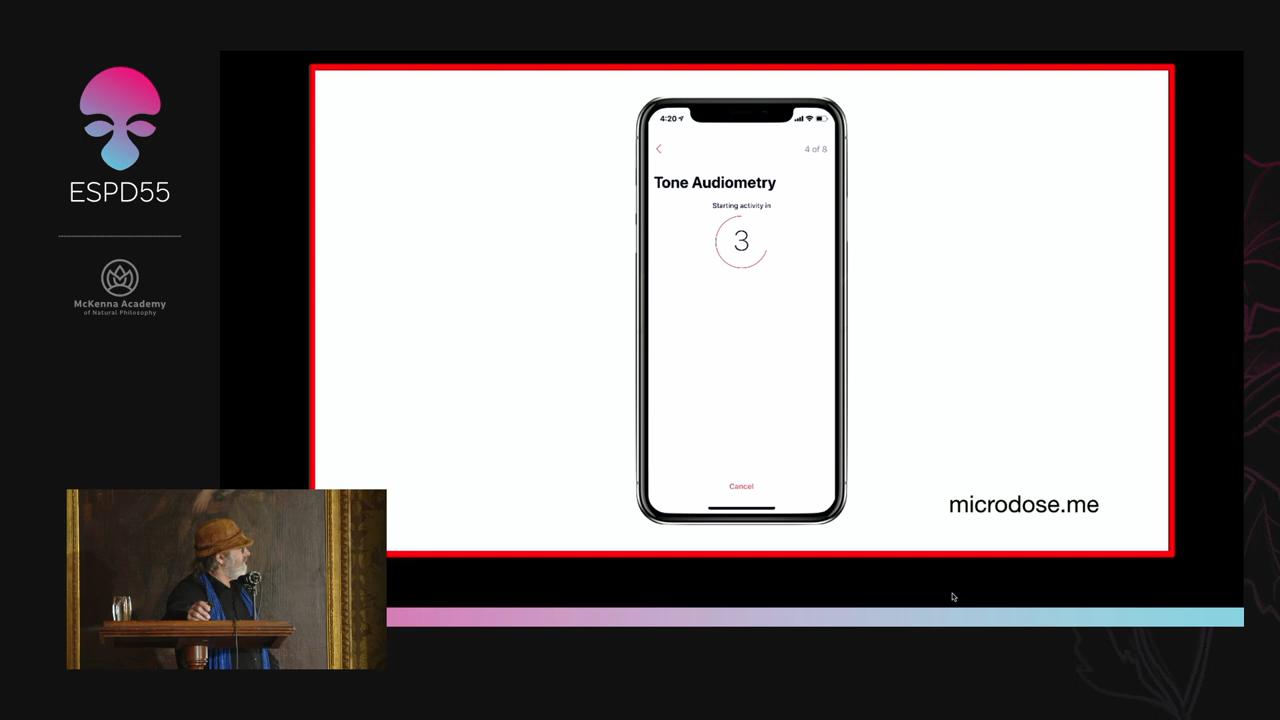 ESPD55
McKenna Academy
of Natural Philosophy
4:20
4 of 8
Tone Audiometry
Starting activity in
3
Cancel
microdose.me